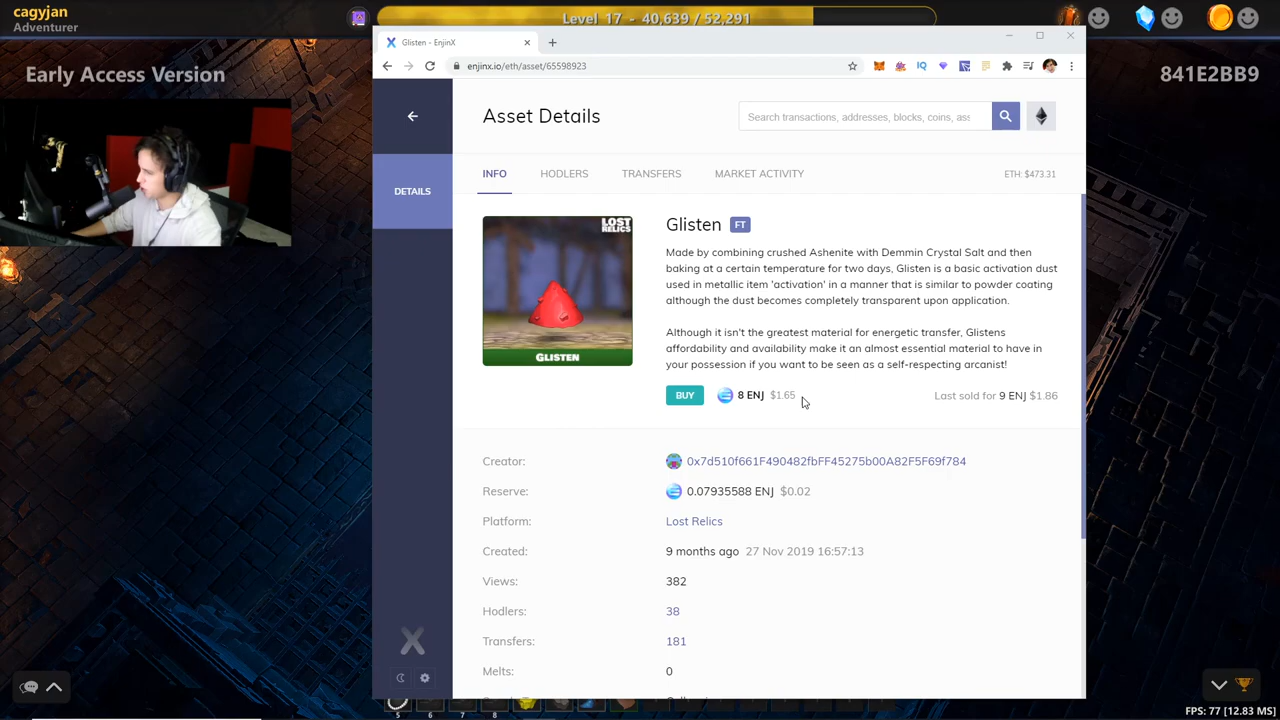 cagyjan
Adventurer
Level 17 - 40,639 / 52,291
Early Access Version
841E2BB9
Glisten - EnjinX
enjinx.io/eth/asset/65598923
IQ
Asset Details
Search transactions, addresses, blocks, coins, ass
DETAILS
INFO
HODLERS
TRANSFERS
MARKET ACTIVITY
ETH: $473.31
LOST
RELICS
GLISTEN
Glisten FT
Made by combining crushed Ashenite with Demmin Crystal Salt and then
baking at a certain temperature for two days, Glisten is a basic activation dust
used in metallic item 'activation' in a manner that is similar to powder coating
although the dust becomes completely transparent upon application.
Although it isn't the greatest material for energetic transfer, Glistens
affordability and availability make it an almost essential material to have in
your possession if you want to be seen as a self-respecting arcanist!
BUY 8 ENJ $1.65
Last sold for 9 ENJ $1.86
Creator: 0x7d510f661F490482fbFF45275b00A82F5F69f784
Reserve: 0.07935588 ENJ $0.02
Platform: Lost Relics
Created: 9 months ago 27 Nov 2019 16:57:13
Views: 382
Hodlers: 38
Transfers: 181
Melts: 0
5 6 7 8
FPS: 77 [12.83 MS]